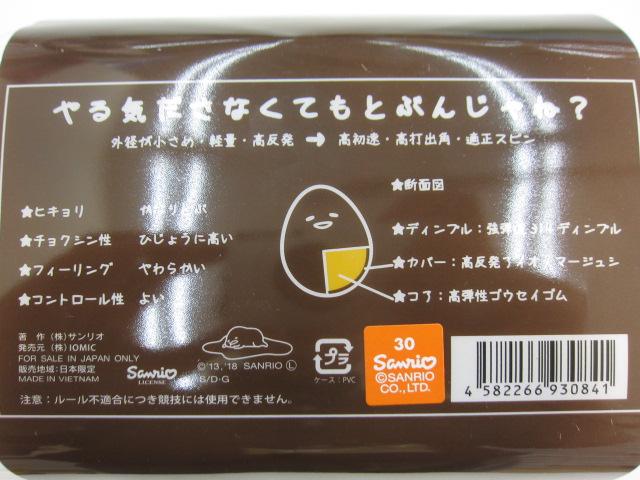 やる気ださなくてもとぶんじゃね？
外径が小さめ・軽量・高反発 → 高初速・高打出角・適正スピン
★断面図
★ヒキョリ
★チョクシン性 ひじょうに高い
★フィーリング やわらかい
★コントロール性 よい
★ディンプル：ディンプル
★カバー：高反発アイオノマージュシ
★コア：高弾性ゴウセイゴム
著 作 (株)サンリオ
発売元 (株)IOMIC
FOR SALE IN JAPAN ONLY
販売地域：日本限定
MADE IN VIETNAM
Sanrio
LICENSE
©'13,'18 SANRIO Ⓛ
S/D·G
プラ
ケース：PVC
30
Sanrio
©SANRIO
CO.,LTD.
4 582266 930841
注意：ルール不適合につき競技には使用できません。